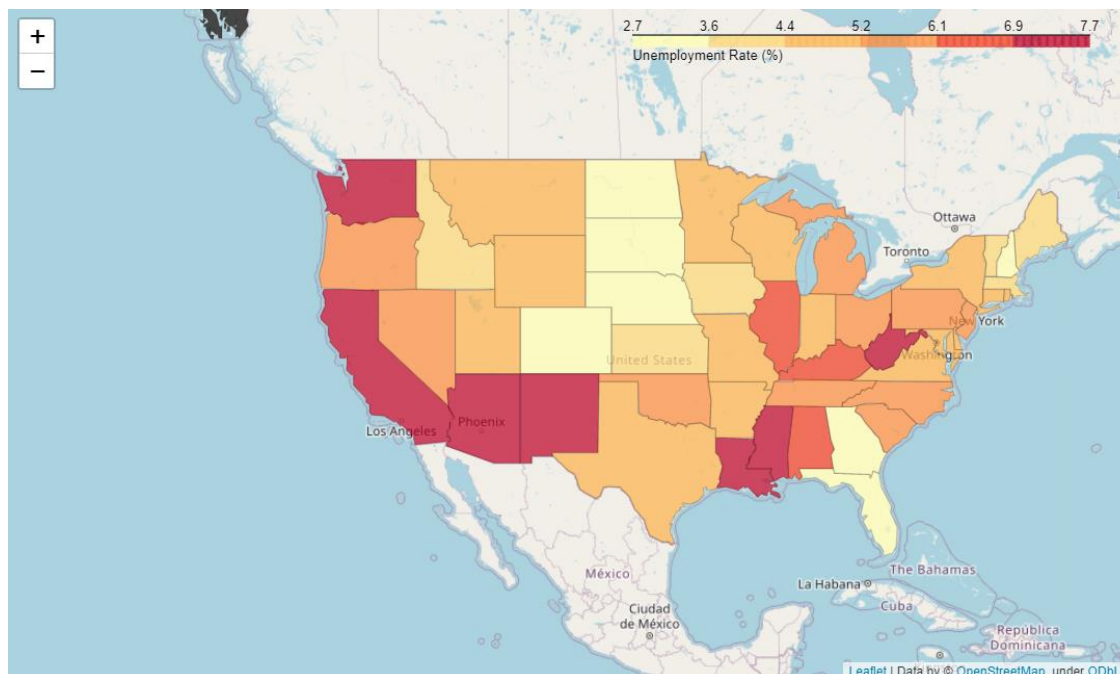 +
−
2.7 3.6 4.4 5.2 6.1 6.9 7.7
Unemployment Rate (%)
Ottawa
Toronto
New York
United States
Washington
Phoenix
Los Angeles
The Bahamas
La Habana
México
Cuba
Ciudad
de México
República
Dominicana
Leaflet | Data by © OpenStreetMap, under ODbL